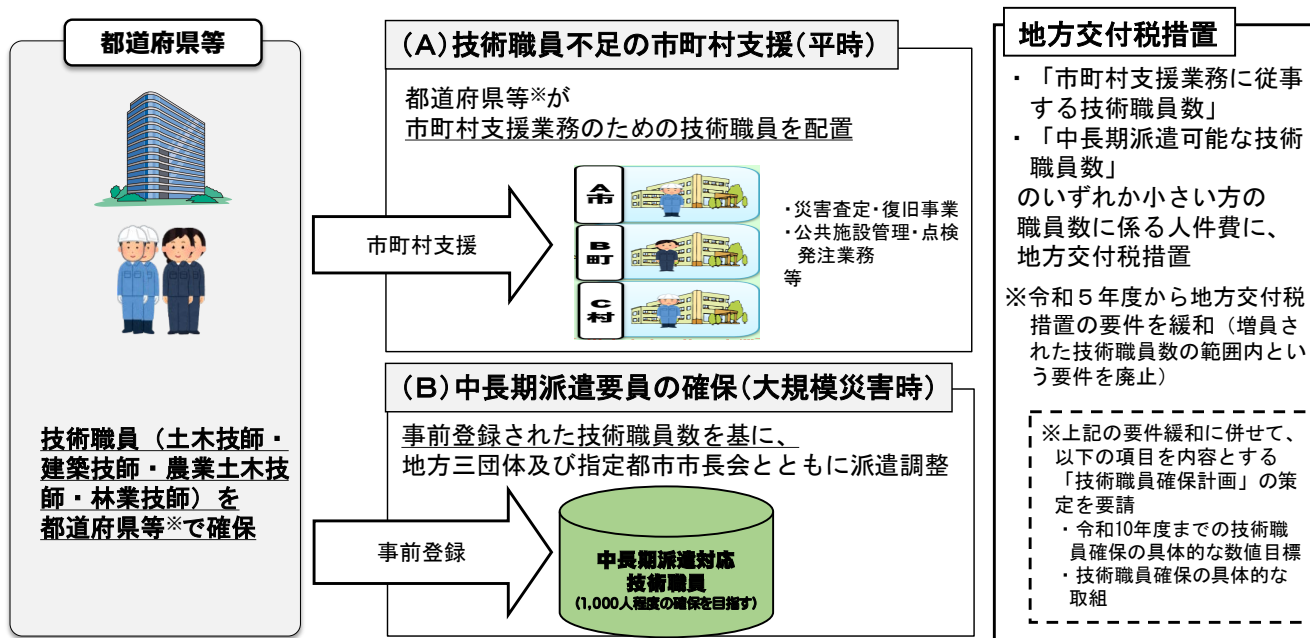 都道府県等
技術職員（土木技師・
建築技師・農業土木技
師・林業技師）を
都道府県等※で確保
(A)技術職員不足の市町村支援(平時)
都道府県等※が
市町村支援業務のための技術職員を配置
市町村支援
A市
B町
C村
・災害査定・復旧事業
・公共施設管理・点検
発注業務
等
(B)中長期派遣要員の確保(大規模災害時)
事前登録された技術職員数を基に、
地方三団体及び指定都市市長会とともに派遣調整
事前登録
中長期派遣対応
技術職員
(1,000人程度の確保を目指す)
地方交付税措置
・「市町村支援業務に従事
する技術職員数」
・「中長期派遣可能な技術
職員数」
のいずれか小さい方の
職員数に係る人件費に、
地方交付税措置
※令和５年度から地方交付税
措置の要件を緩和（増員さ
れた技術職員数の範囲内とい
う要件を廃止）
※上記の要件緩和に併せて、
以下の項目を内容とする
「技術職員確保計画」の策
定を要請
・令和10年度までの技術職
員確保の具体的な数値目標
・技術職員確保の具体的な
取組